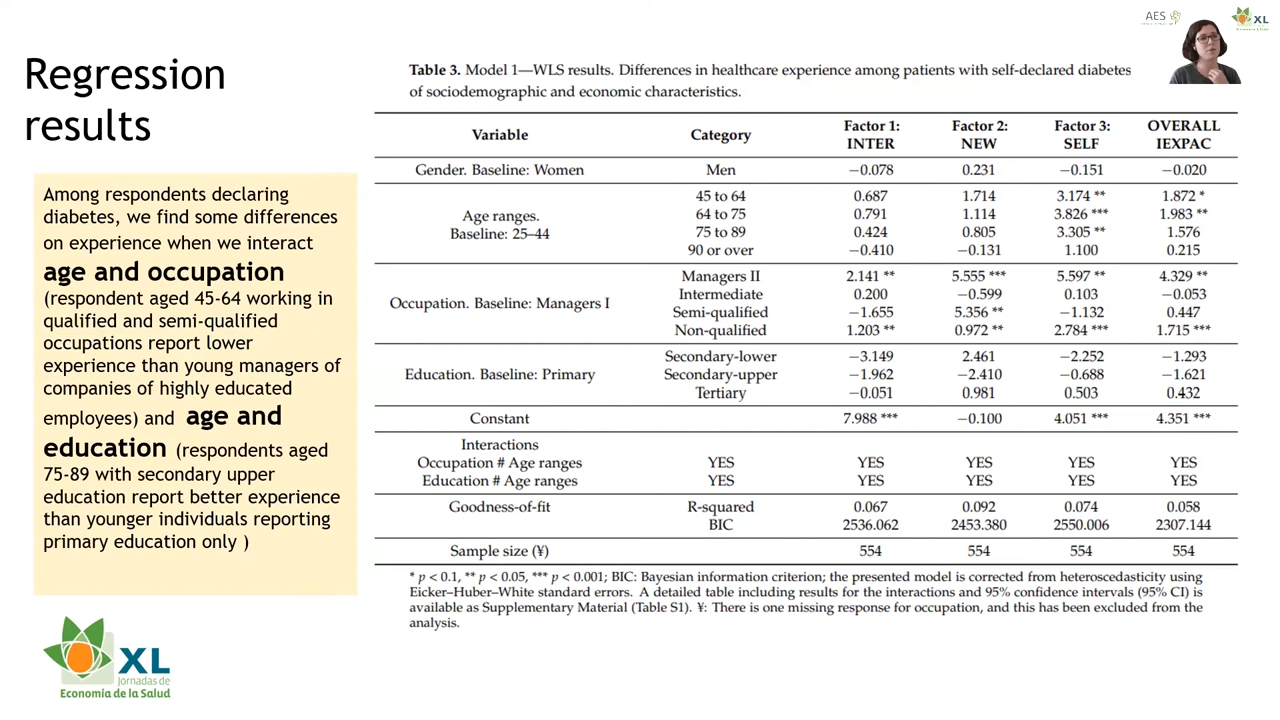 AES
XL
Regression
results
Among respondents declaring
diabetes, we find some differences
on experience when we interact
age and occupation
(respondent aged 45-64 working in
qualified and semi-qualified
occupations report lower
experience than young managers of
companies of highly educated
employees) and age and
education (respondents aged
75-89 with secondary upper
education report better experience
than younger individuals reporting
primary education only )
XL
Jornadas de
Economía de la Salud
Table 3. Model 1—WLS results. Differences in healthcare experience among patients with self-declared diabetes
of sociodemographic and economic characteristics.
Variable Category Factor 1: INTER Factor 2: NEW Factor 3: SELF OVERALL IEXPAC
Gender. Baseline: Women Men −0.078 0.231 −0.151 −0.020
Age ranges. Baseline: 25–44
45 to 64 0.687 1.714 3.174 ** 1.872 *
64 to 75 0.791 1.114 3.826 *** 1.983 **
75 to 89 0.424 0.805 3.305 ** 1.576
90 or over −0.410 −0.131 1.100 0.215
Occupation. Baseline: Managers I
Managers II 2.141 ** 5.555 *** 5.597 ** 4.329 **
Intermediate 0.200 −0.599 0.103 −0.053
Semi-qualified −1.655 5.356 ** −1.132 0.447
Non-qualified 1.203 ** 0.972 ** 2.784 *** 1.715 ***
Education. Baseline: Primary
Secondary-lower −3.149 2.461 −2.252 −1.293
Secondary-upper −1.962 −2.410 −0.688 −1.621
Tertiary −0.051 0.981 0.503 0.432
Constant 7.988 *** −0.100 4.051 *** 4.351 ***
Interactions
Occupation # Age ranges YES YES YES YES YES
Education # Age ranges YES YES YES YES YES
Goodness-of-fit R-squared 0.067 0.092 0.074 0.058
BIC 2536.062 2453.380 2550.006 2307.144
Sample size (¥) 554 554 554 554
* p < 0.1, ** p < 0.05, *** p < 0.001; BIC: Bayesian information criterion; the presented model is corrected from heteroscedasticity using
Eicker–Huber–White standard errors. A detailed table including results for the interactions and 95% confidence intervals (95% CI) is
available as Supplementary Material (Table S1). ¥: There is one missing response for occupation, and this has been excluded from the
analysis.